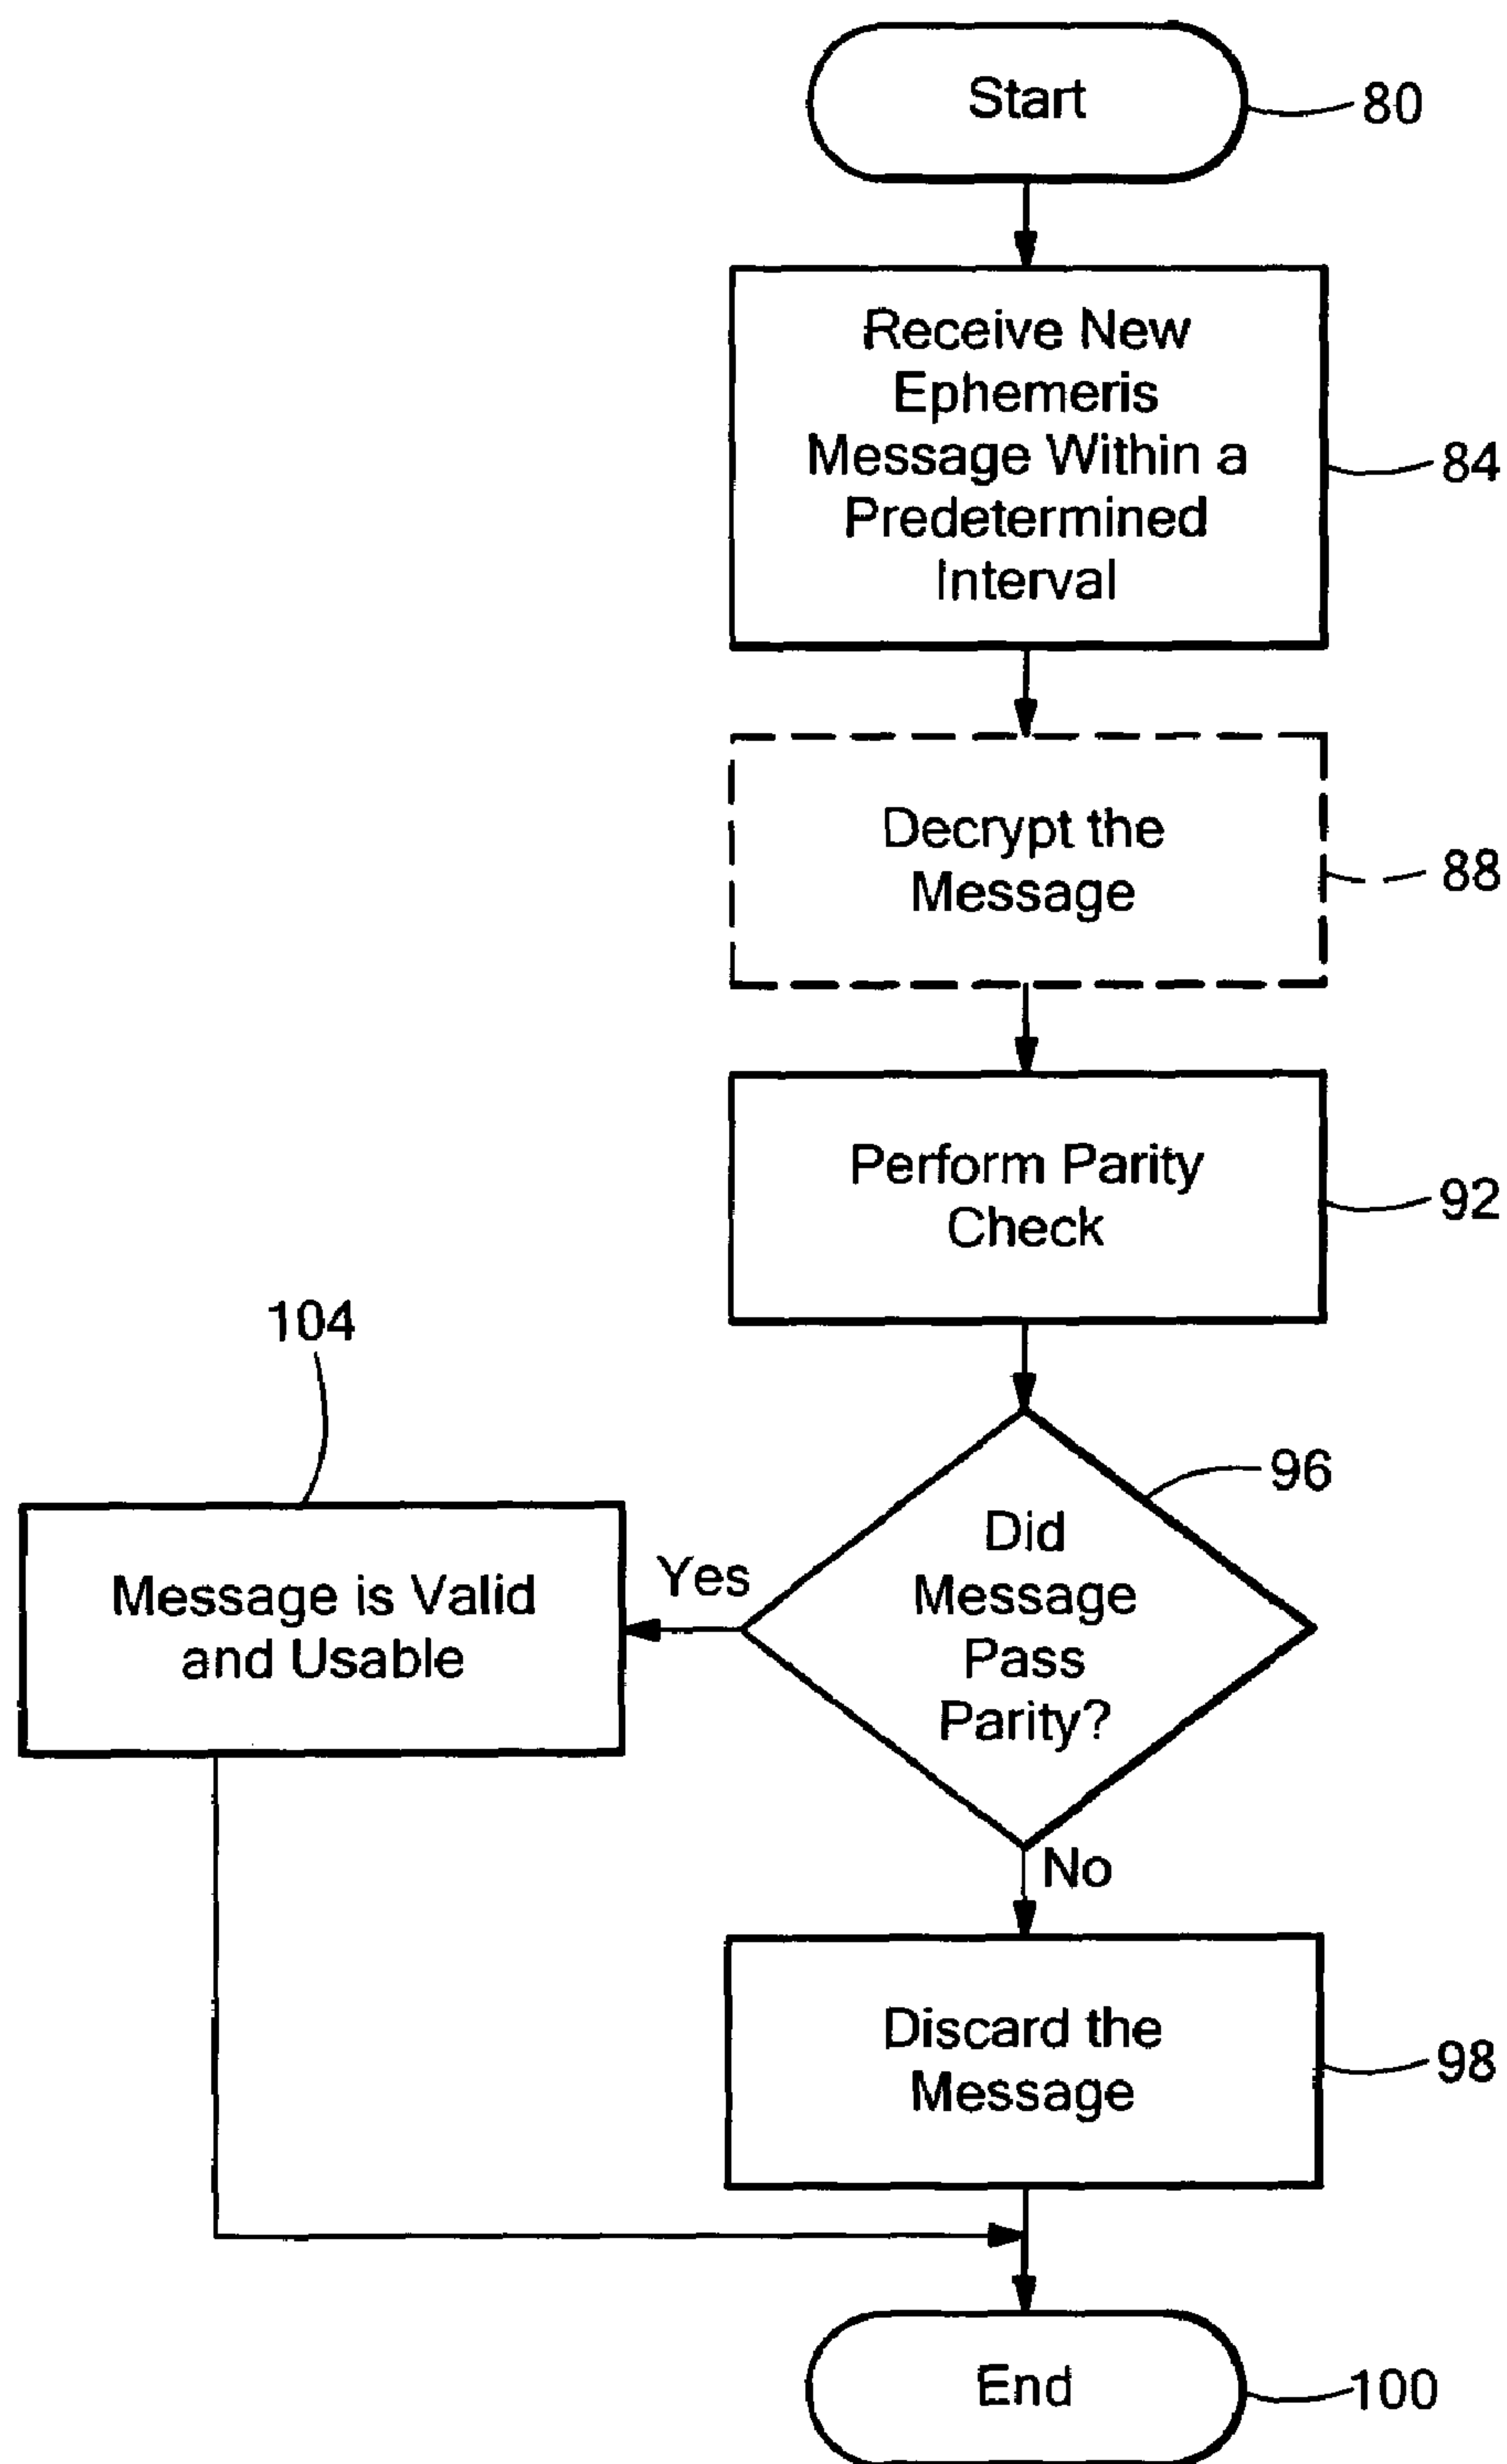 Start
80
Receive New
Ephemeris
Message Within a
Predetermined
Interval
84
Decrypt the
Message
88
Perform Parity
Check
92
104
96
Did
Message
Pass
Parity?
Yes
Message is Valid
and Usable
No
Discard the
Message
98
End
100